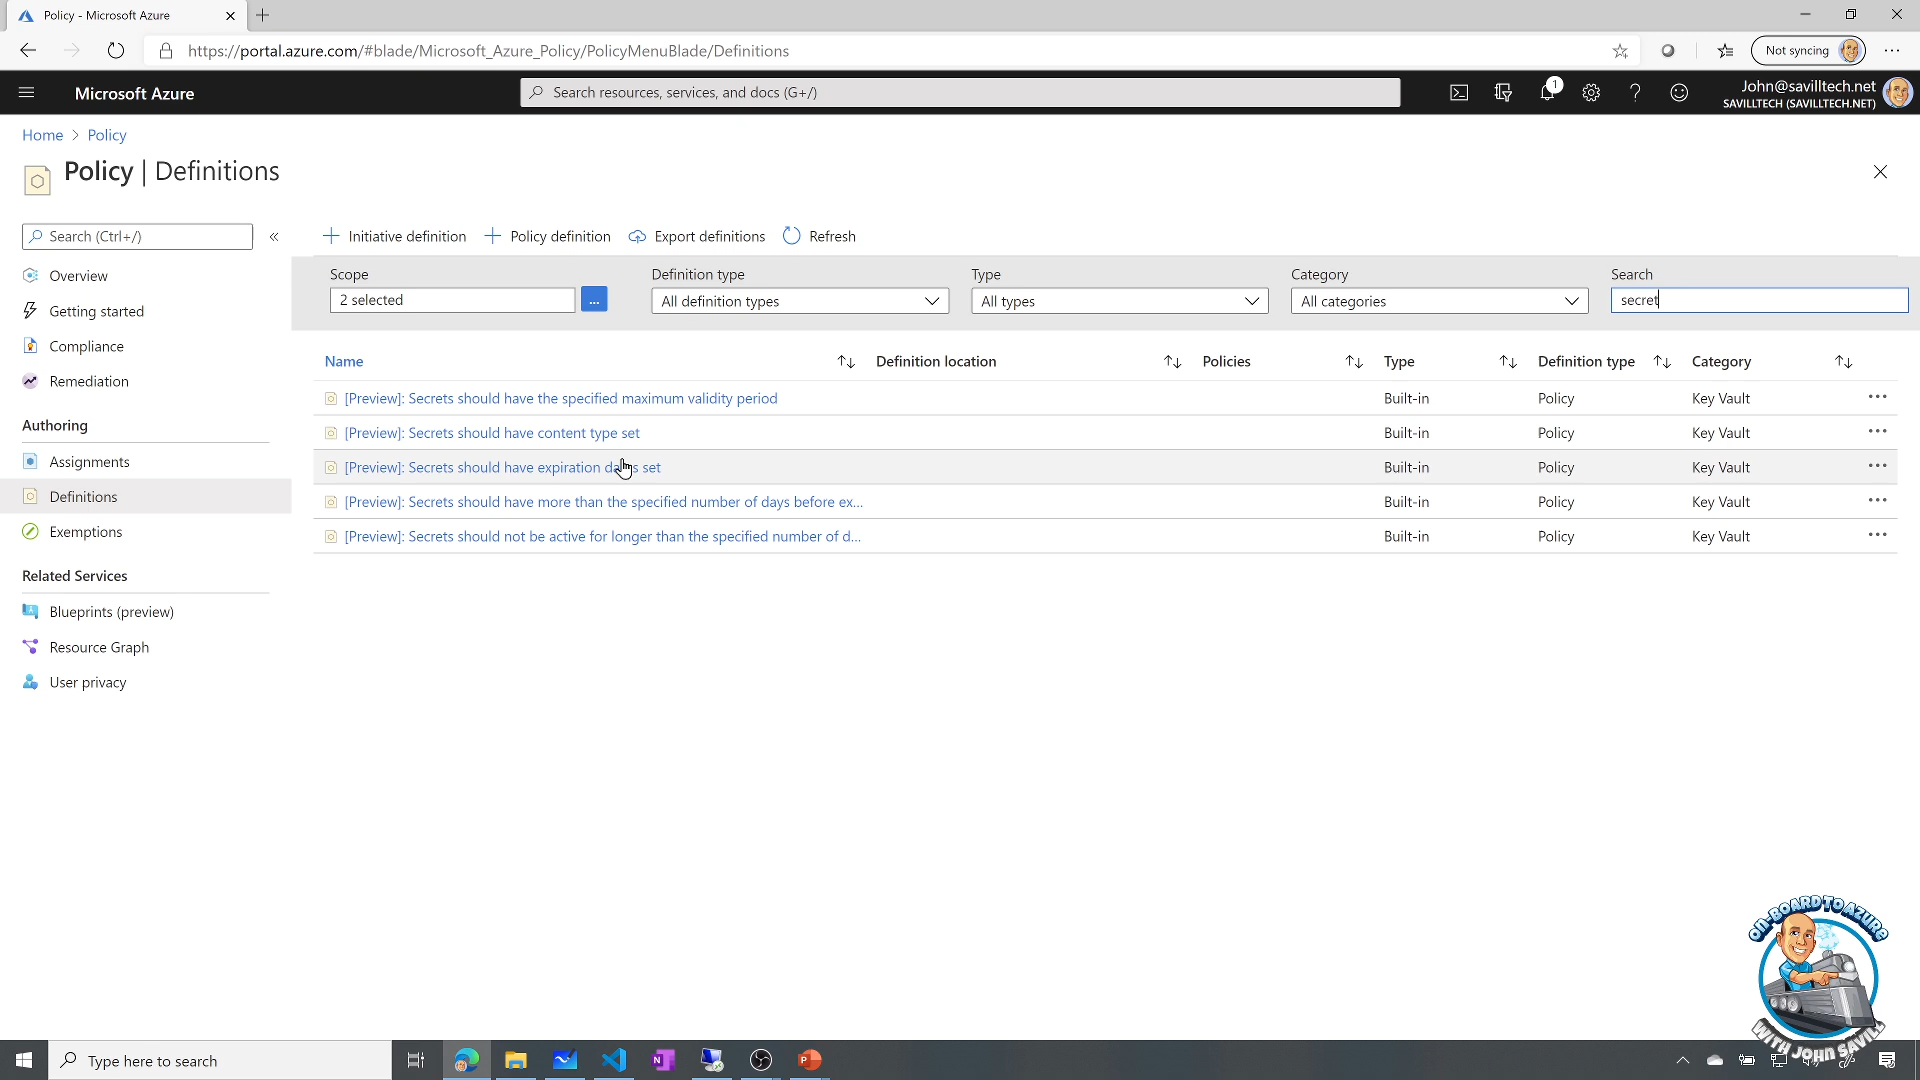 Policy - Microsoft Azure
https://portal.azure.com/#blade/Microsoft_Azure_Policy/PolicyMenuBlade/Definitions
Not syncing
Microsoft Azure
Search resources, services, and docs (G+/)
1
John@savilltech.net
SAVILLTECH (SAVILLTECH.NET)
Home > Policy
Policy | Definitions
Search (Ctrl+/)
Overview
Getting started
Compliance
Remediation
Authoring
Assignments
Definitions
Exemptions
Related Services
Blueprints (preview)
Resource Graph
User privacy
Initiative definition
Policy definition
Export definitions
Refresh
Scope
2 selected
...
Definition type
All definition types
Type
All types
Category
All categories
Search
secret
Name Definition location Policies Type Definition type Category
[Preview]: Secrets should have the specified maximum validity period Built-in Policy Key Vault
[Preview]: Secrets should have content type set Built-in Policy Key Vault
[Preview]: Secrets should have expiration set Built-in Policy Key Vault
[Preview]: Secrets should have more than the specified number of days before ex... Built-in Policy Key Vault
[Preview]: Secrets should not be active for longer than the specified number of d... Built-in Policy Key Vault
ON-BOARD TO AZURE
WITH JOHN SAVILL
Type here to search